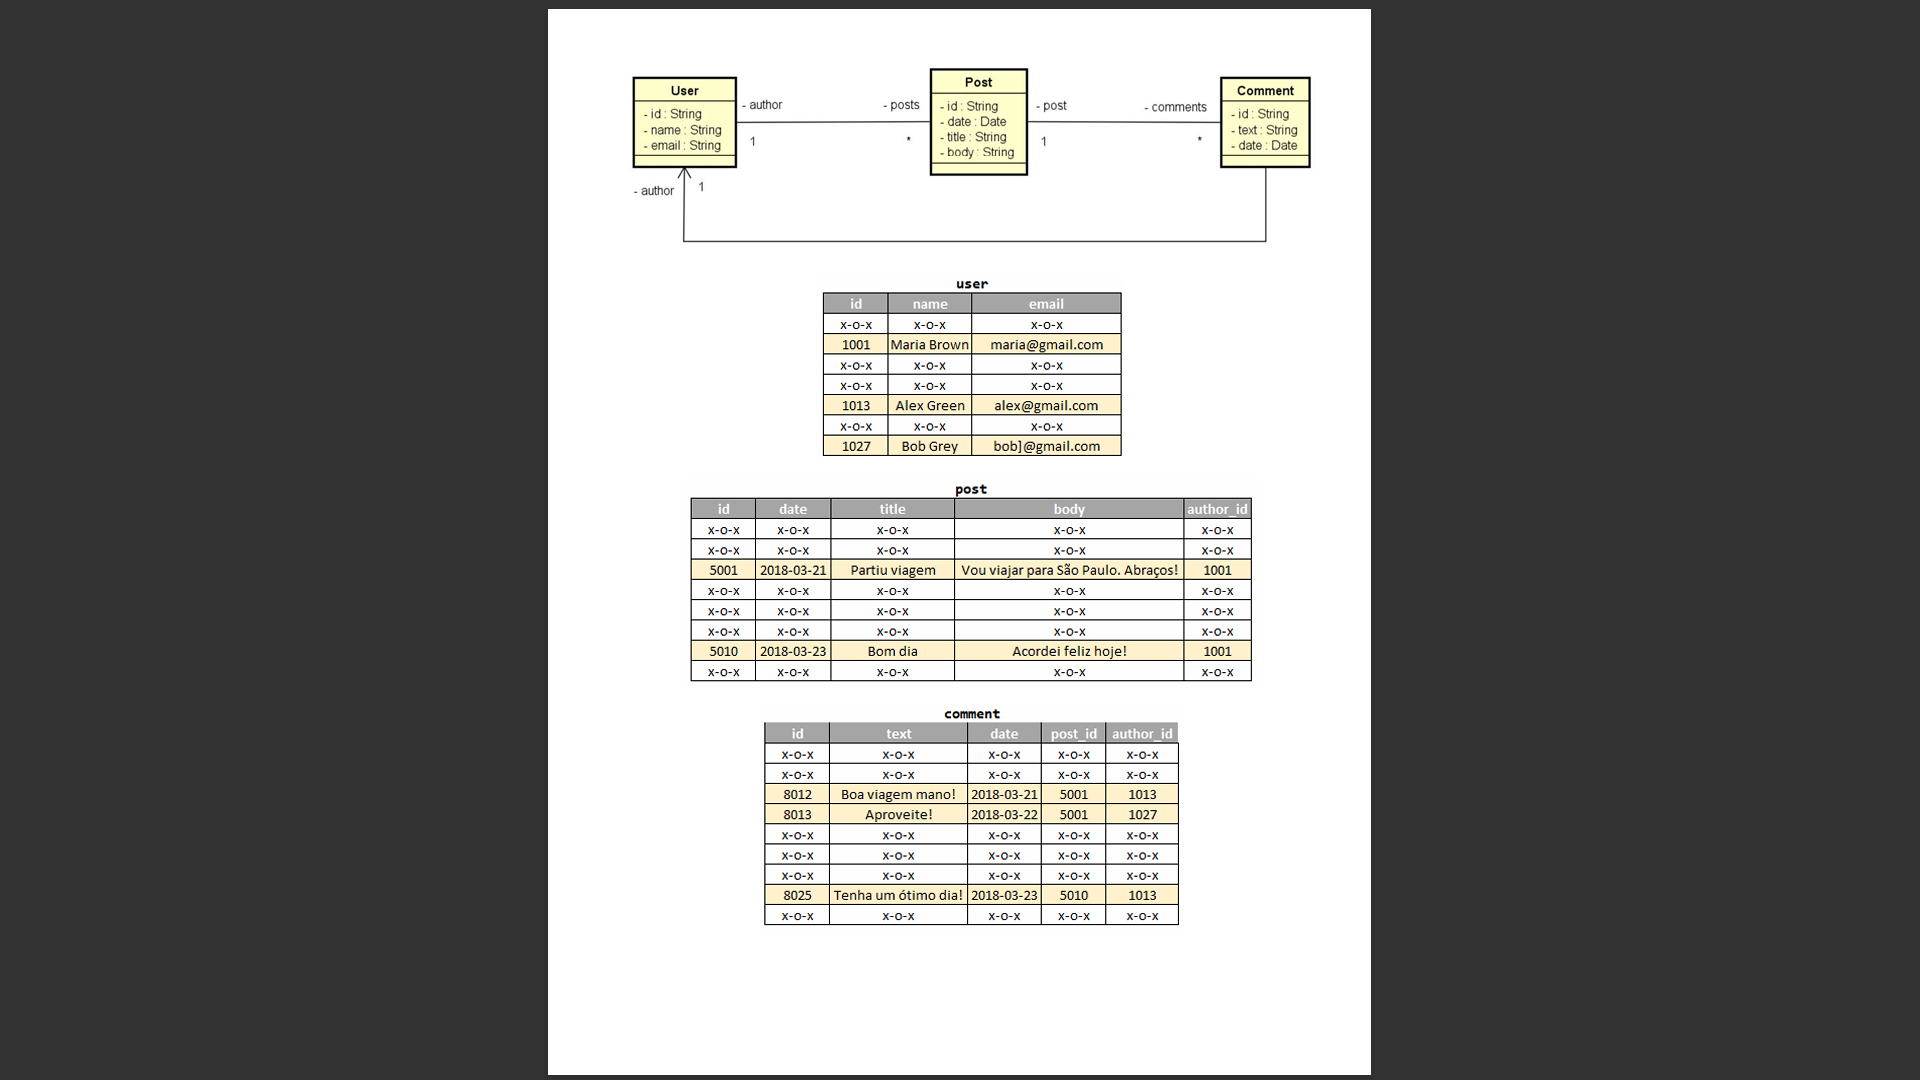 User
- id : String
- name : String
- email : String
- author
1
- posts
*
Post
- id : String
- date : Date
- title : String
- body : String
- post
1
- comments
*
Comment
- id : String
- text : String
- date : Date
- author
1
user
id name email
x-o-x x-o-x x-o-x
1001 Maria Brown maria@gmail.com
x-o-x x-o-x x-o-x
x-o-x x-o-x x-o-x
1013 Alex Green alex@gmail.com
x-o-x x-o-x x-o-x
1027 Bob Grey bob]@gmail.com
post
id date title body author_id
x-o-x x-o-x x-o-x x-o-x x-o-x
x-o-x x-o-x x-o-x x-o-x x-o-x
5001 2018-03-21 Partiu viagem Vou viajar para São Paulo. Abraços! 1001
x-o-x x-o-x x-o-x x-o-x x-o-x
x-o-x x-o-x x-o-x x-o-x x-o-x
x-o-x x-o-x x-o-x x-o-x x-o-x
5010 2018-03-23 Bom dia Acordei feliz hoje! 1001
x-o-x x-o-x x-o-x x-o-x x-o-x
comment
id text date post_id author_id
x-o-x x-o-x x-o-x x-o-x x-o-x
x-o-x x-o-x x-o-x x-o-x x-o-x
8012 Boa viagem mano! 2018-03-21 5001 1013
8013 Aproveite! 2018-03-22 5001 1027
x-o-x x-o-x x-o-x x-o-x x-o-x
x-o-x x-o-x x-o-x x-o-x x-o-x
x-o-x x-o-x x-o-x x-o-x x-o-x
8025 Tenha um ótimo dia! 2018-03-23 5010 1013
x-o-x x-o-x x-o-x x-o-x x-o-x